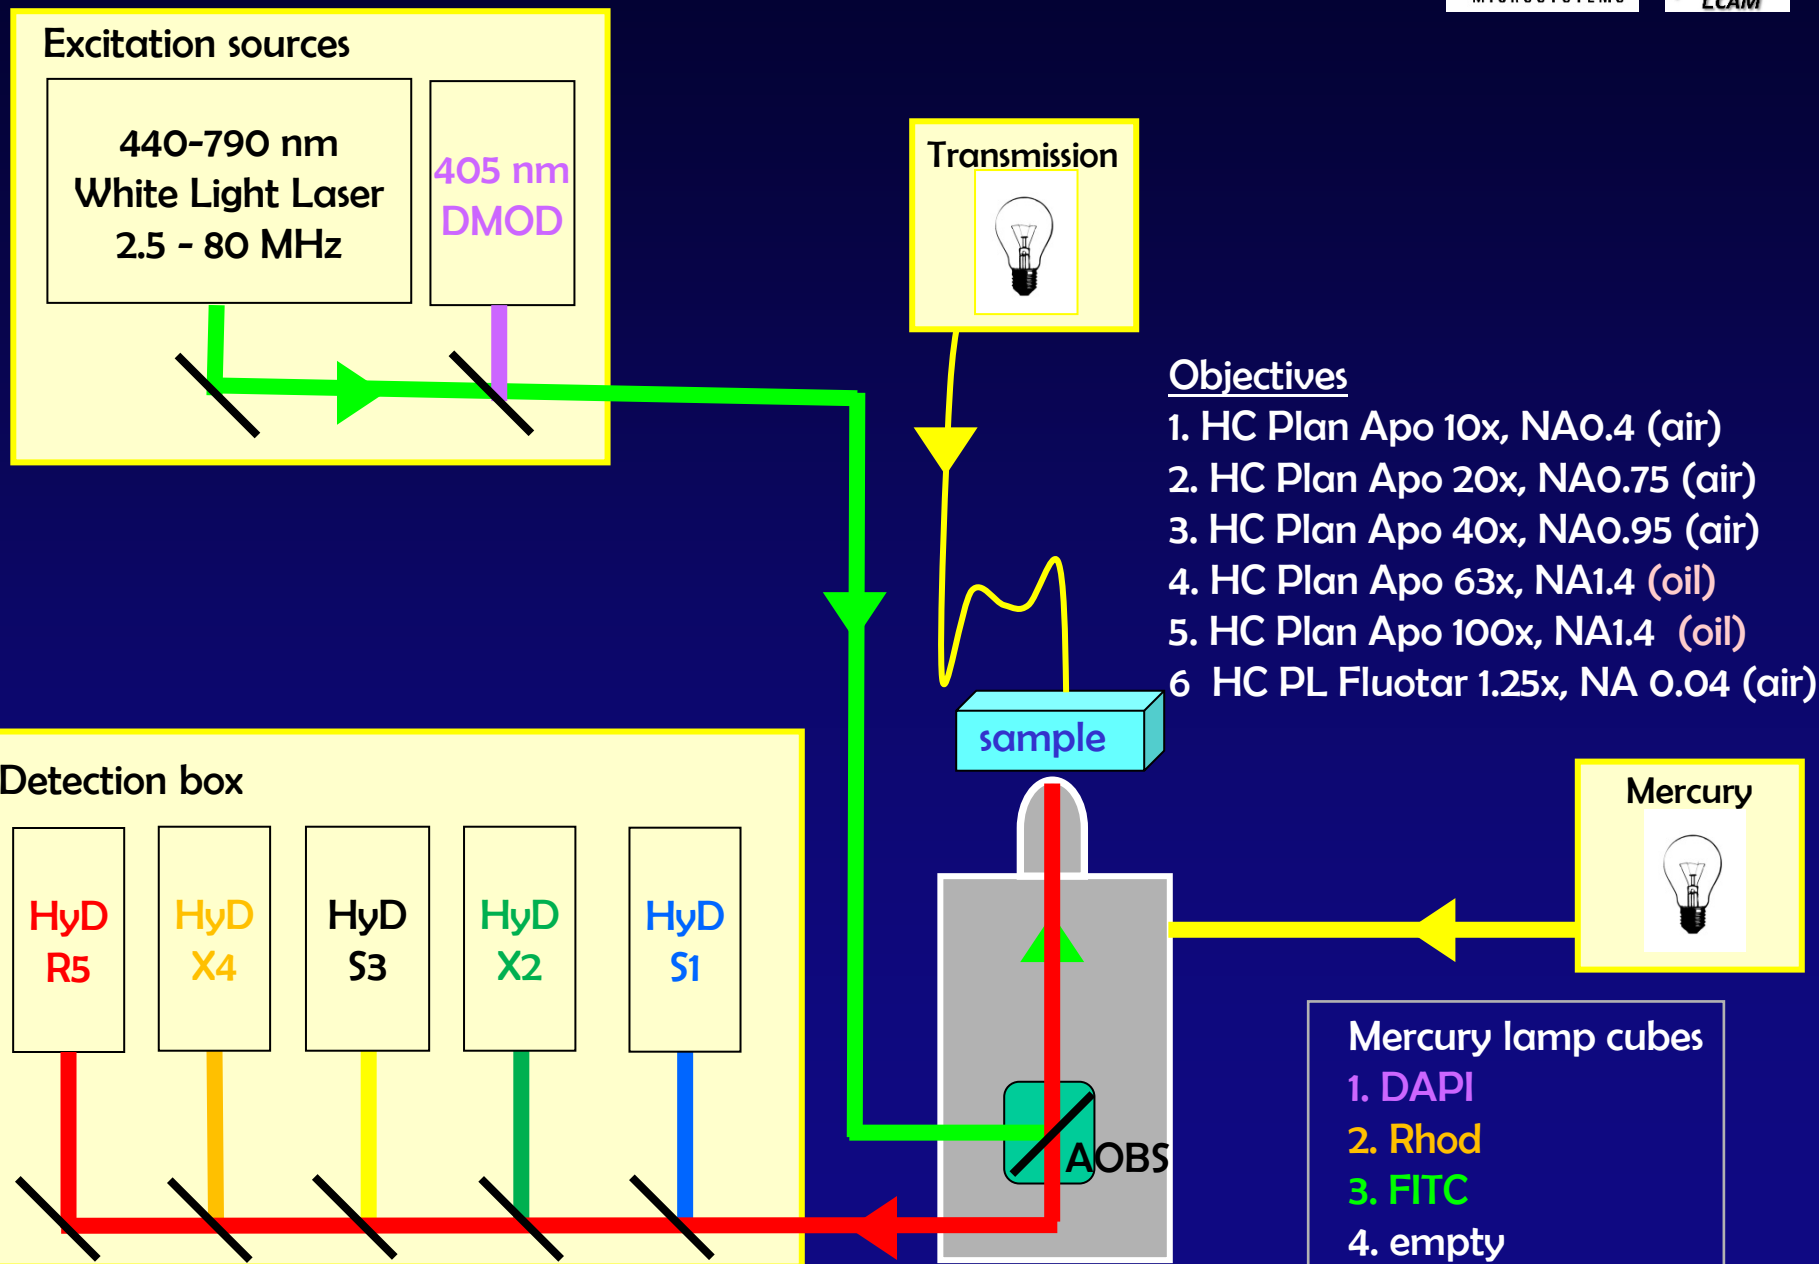 MICROSYSTEMS
LCAM
Excitation sources
440-790 nm
White Light Laser
2.5 - 80 MHz
405 nm
DMOD
Transmission
Objectives
1. HC Plan Apo 10x, NA0.4 (air)
2. HC Plan Apo 20x, NA0.75 (air)
3. HC Plan Apo 40x, NA0.95 (air)
4. HC Plan Apo 63x, NA1.4 (oil)
5. HC Plan Apo 100x, NA1.4 (oil)
6 HC PL Fluotar 1.25x, NA 0.04 (air)
sample
Detection box
HyD
R5
HyD
X4
HyD
S3
HyD
X2
HyD
S1
AOBS
Mercury
Mercury lamp cubes
1. DAPI
2. Rhod
3. FITC
4. empty